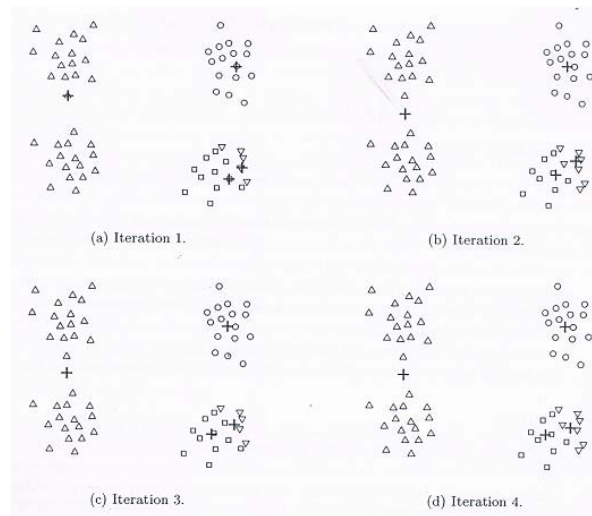 (a) Iteration 1.
(b) Iteration 2.
(c) Iteration 3.
(d) Iteration 4.